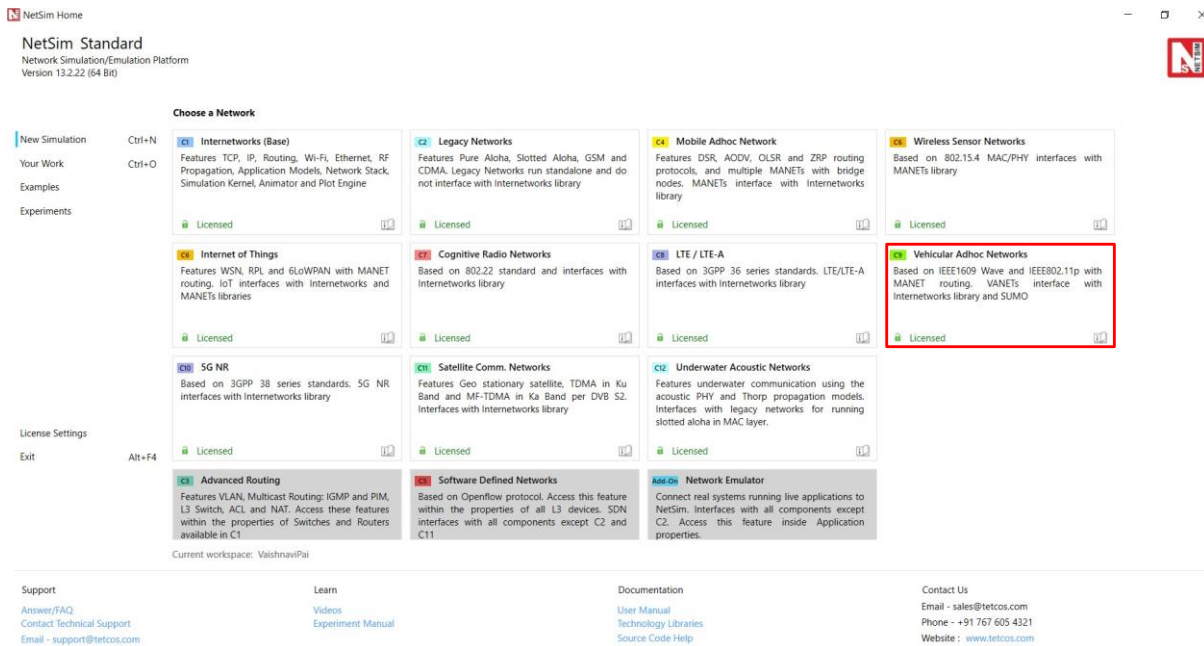 NetSim Home
NetSim Standard
Network Simulation/Emulation Platform
Version 13.2.22 (64 Bit)
NETSIM
Choose a Network
New Simulation Ctrl+N
Your Work Ctrl+O
Examples
Experiments
License Settings
Exit Alt+F4
C1 Internetworks (Base)
Features TCP, IP, Routing, Wi-Fi, Ethernet, RF
Propagation, Application Models, Network Stack,
Simulation Kernel, Animator and Plot Engine
Licensed
C2 Legacy Networks
Features Pure Aloha, Slotted Aloha, GSM and
CDMA. Legacy Networks run standalone and do
not interface with Internetworks library
Licensed
C4 Mobile Adhoc Network
Features DSR, AODV, OLSR and ZRP routing
protocols, and multiple MANETs with bridge
nodes. MANETs interface with Internetworks
library
Licensed
C6 Wireless Sensor Networks
Based on 802.15.4 MAC/PHY interfaces with
MANETs library
Licensed
C6 Internet of Things
Features WSN, RPL and 6LoWPAN with MANET
routing. IoT interfaces with Internetworks and
MANETs libraries
Licensed
C7 Cognitive Radio Networks
Based on 802.22 standard and interfaces with
Internetworks library
Licensed
C8 LTE / LTE-A
Based on 3GPP 36 series standards. LTE/LTE-A
interfaces with Internetworks library
Licensed
C9 Vehicular Adhoc Networks
Based on IEEE1609 Wave and IEEE802.11p with
MANET routing. VANETs interface with
Internetworks library and SUMO
Licensed
C10 5G NR
Based on 3GPP 38 series standards. 5G NR
interfaces with Internetworks library
Licensed
C11 Satellite Comm. Networks
Features Geo stationary satellite, TDMA in Ku
Band and MF-TDMA in Ka Band per DVB S2.
Interfaces with Internetworks library
Licensed
C12 Underwater Acoustic Networks
Features underwater communication using the
acoustic PHY and Thorp propagation models.
Interfaces with legacy networks for running
slotted aloha in MAC layer.
Licensed
C3 Advanced Routing
Features VLAN, Multicast Routing: IGMP and PIM,
L3 Switch, ACL and NAT. Access these features
within the properties of Switches and Routers
available in C1
C5 Software Defined Networks
Based on Openflow protocol. Access this feature
within the properties of all L3 devices. SDN
interfaces with all components except C2 and
C11
Add-On Network Emulator
Connect real systems running live applications to
NetSim. Interfaces with all components except
C2. Access this feature inside Application
properties.
Current workspace: VaishnaviPai
Support
Answer/FAQ
Contact Technical Support
Email - support@tetcos.com
Learn
Videos
Experiment Manual
Documentation
User Manual
Technology Libraries
Source Code Help
Contact Us
Email - sales@tetcos.com
Phone - +91 767 605 4321
Website : www.tetcos.com